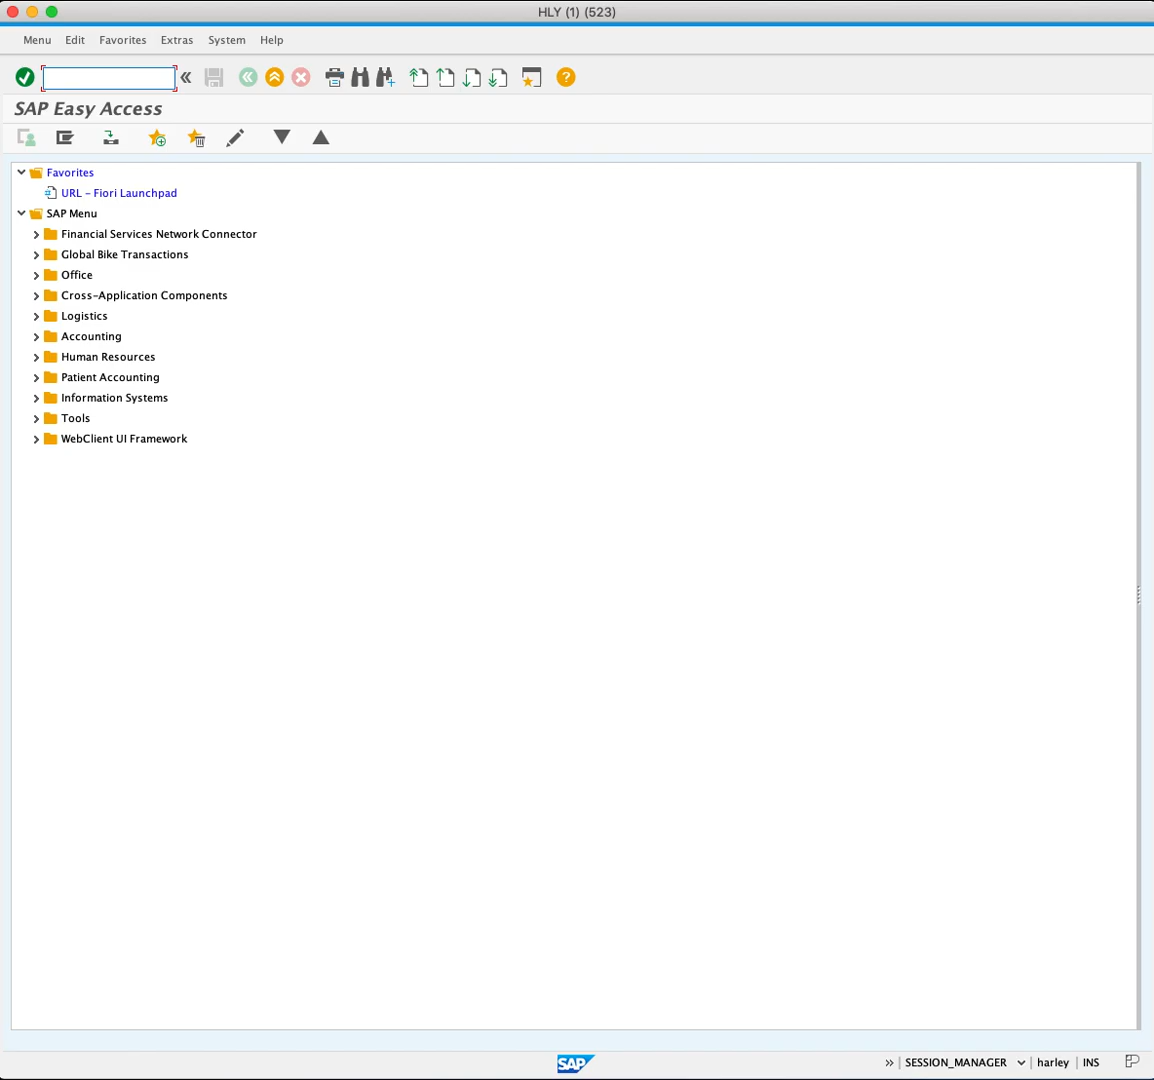 HLY (1) (523)
Menu Edit Favorites Extras System Help
SAP Easy Access
Favorites
URL - Fiori Launchpad
SAP Menu
Financial Services Network Connector
Global Bike Transactions
Office
Cross-Application Components
Logistics
Accounting
Human Resources
Patient Accounting
Information Systems
Tools
WebClient UI Framework
SAP
SESSION_MANAGER harley INS